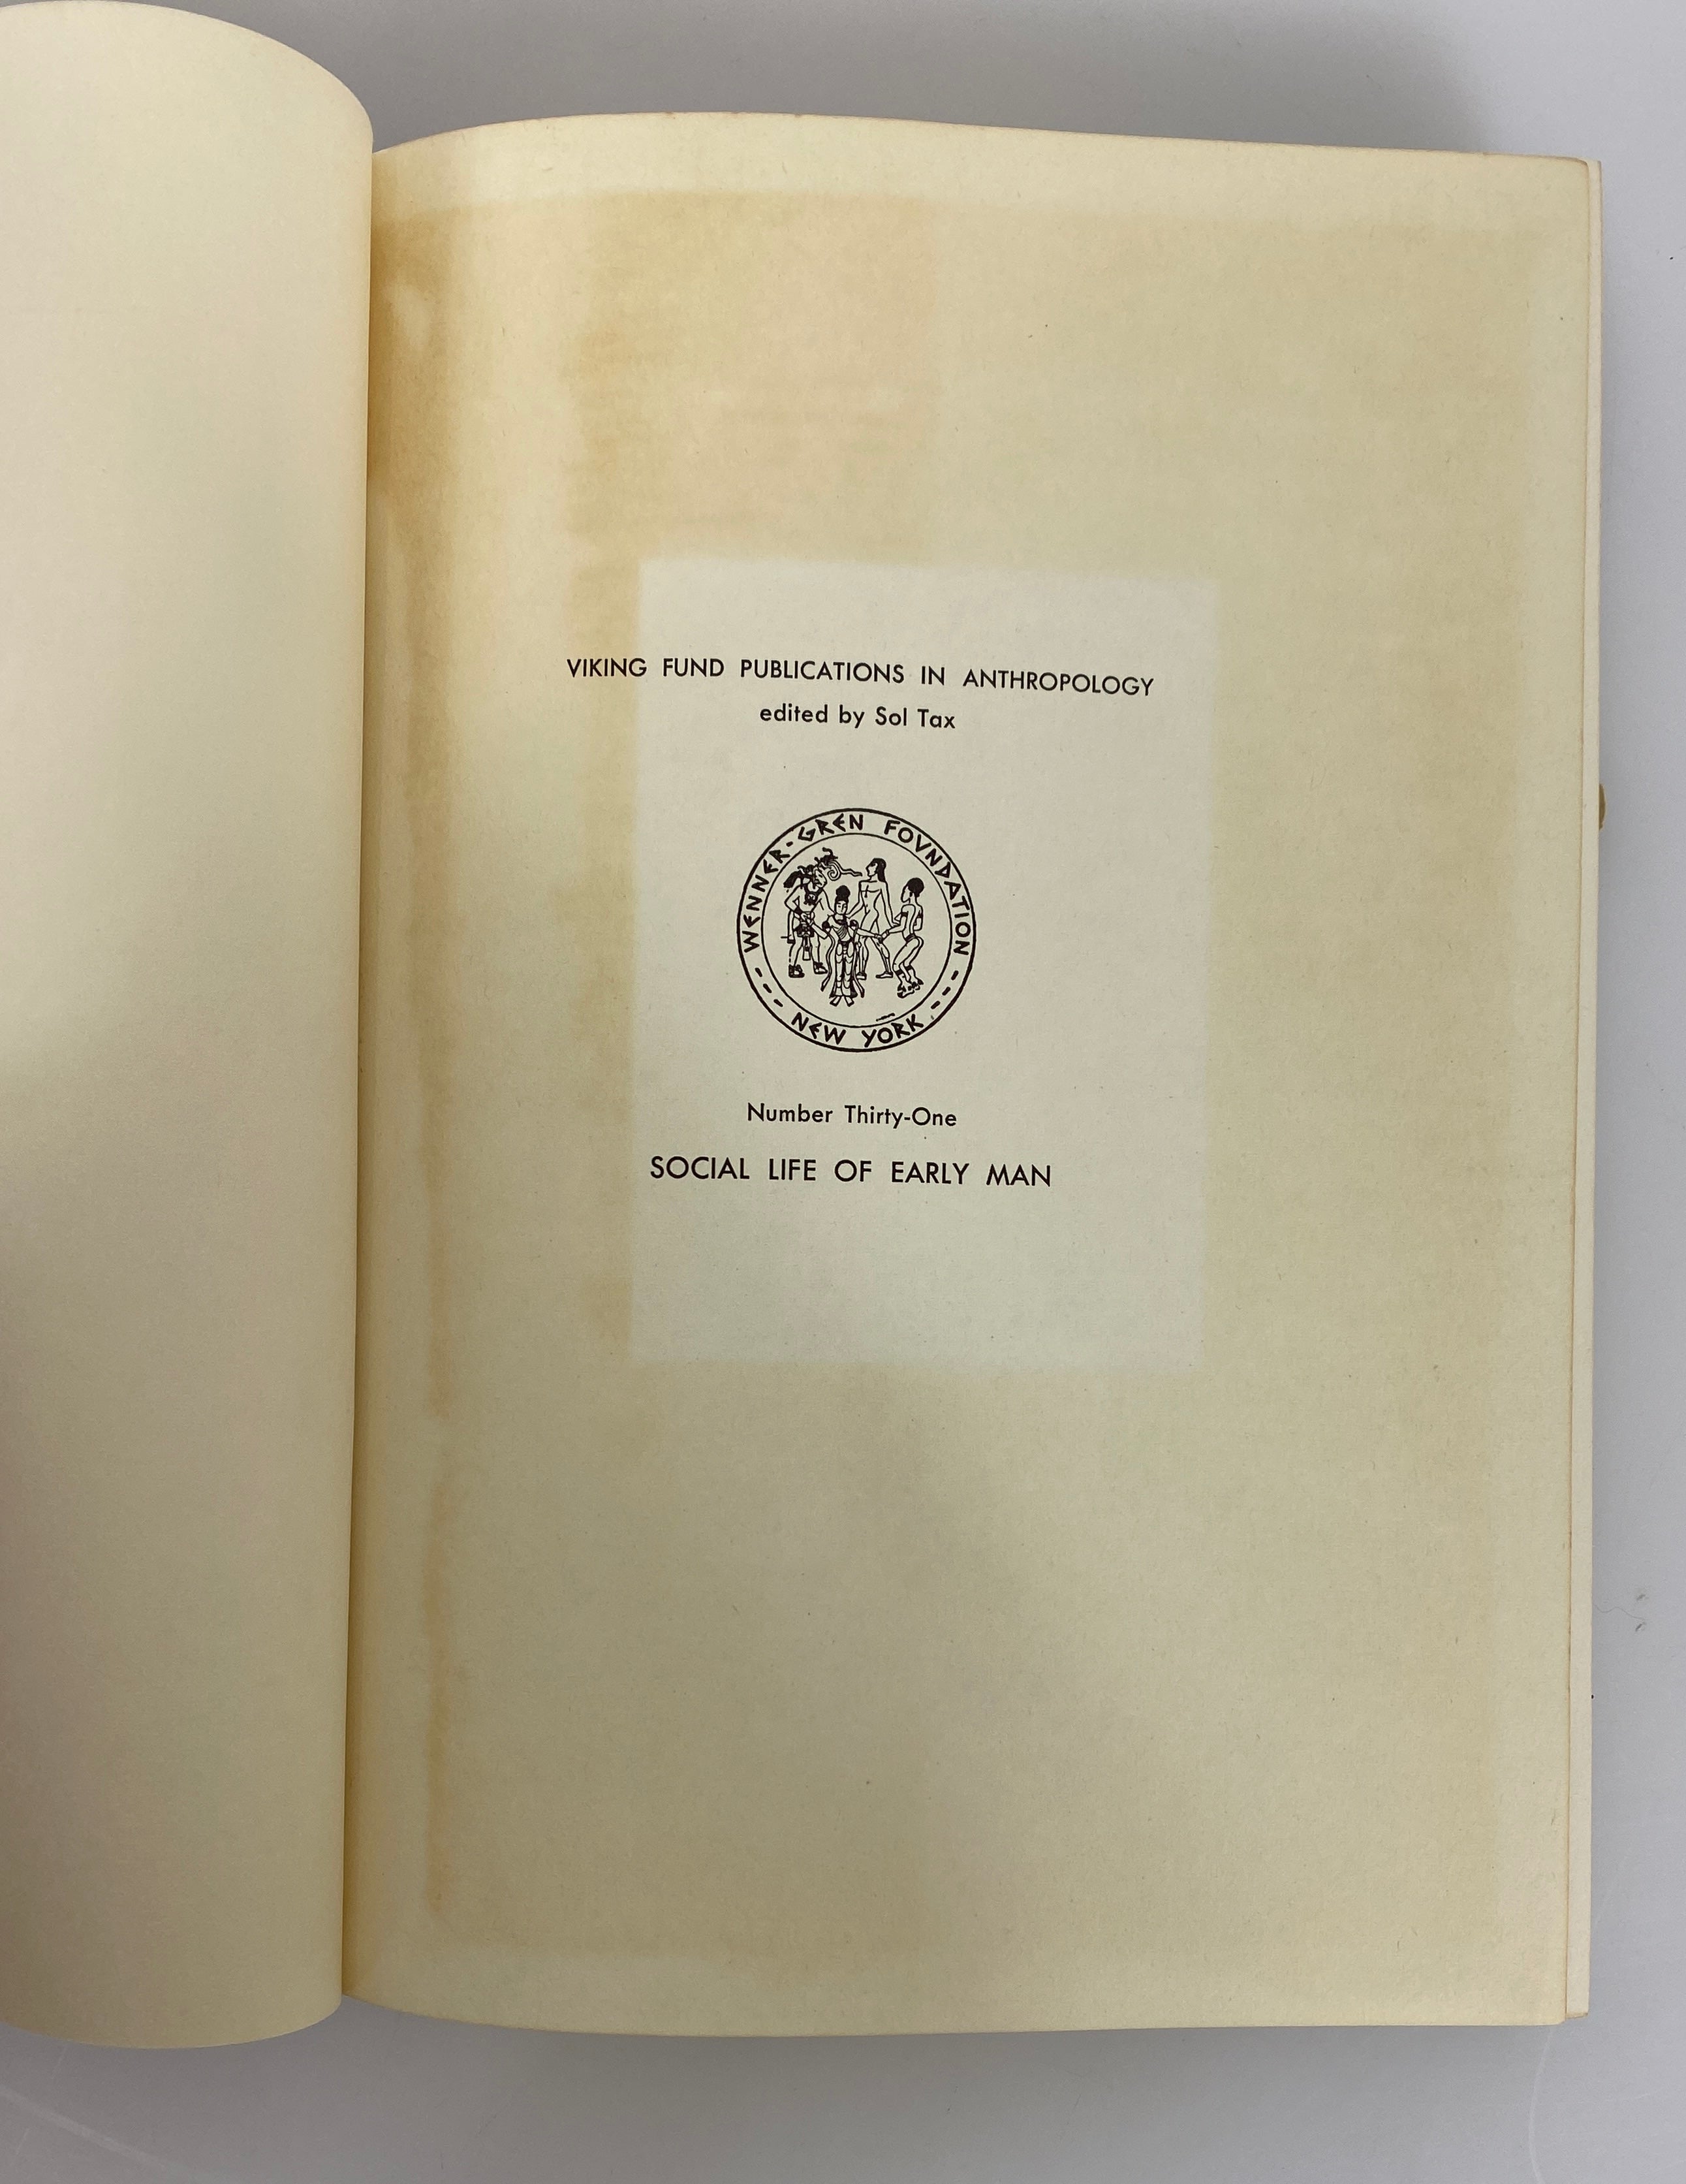 VIKING FUND PUBLICATIONS IN ANTHROPOLOGY
edited by Sol Tax
WENNER-GREN FOVNDATION
--- NEW YORK ---
Number Thirty-One
SOCIAL LIFE OF EARLY MAN